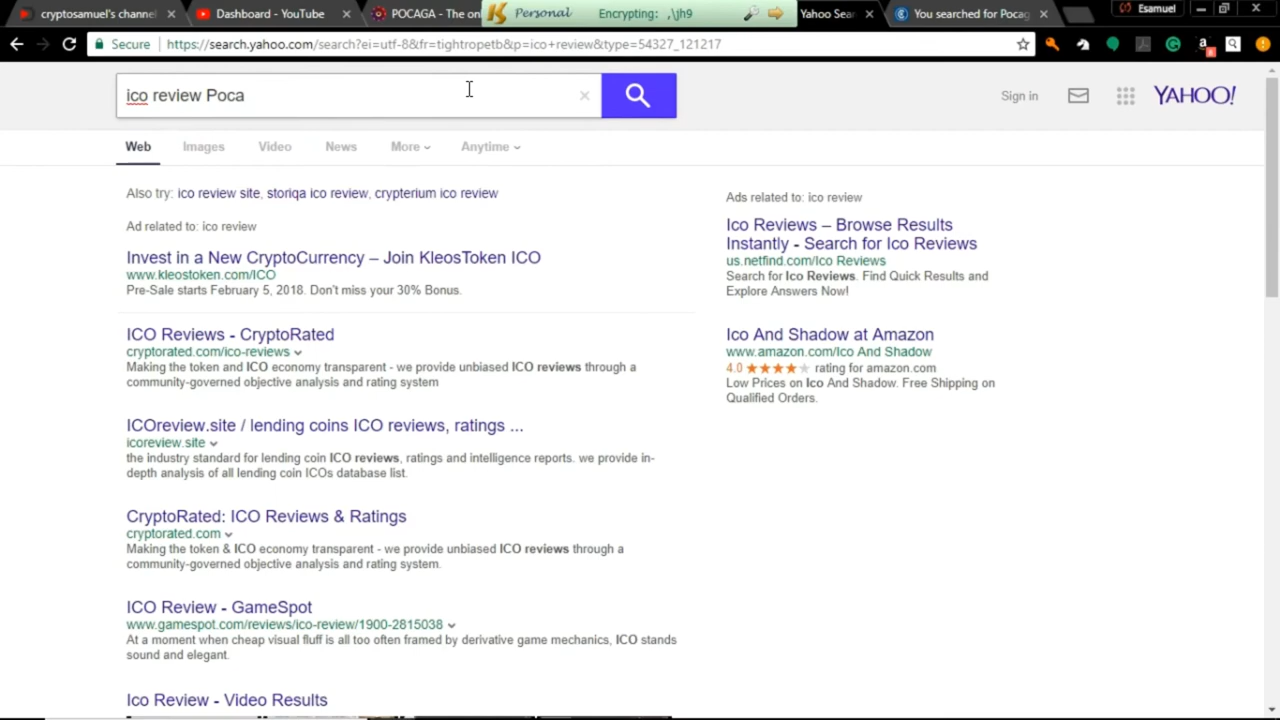 cryptosamuel's channel
Dashboard - YouTube
POCAGA - The on
Personal
Encrypting: ,\jh9
Yahoo Sear
You searched for Pocag
Esamuel
Secure
https://search.yahoo.com/search?ei=utf-8&fr=tightropetb&p=ico+review&type=54327_121217
ico review Poca
Sign in
YAHOO!
Web
Images
Video
News
More
Anytime
Also try: ico review site, storiqa ico review, crypterium ico review
Ad related to: ico review
Invest in a New CryptoCurrency – Join KleosToken ICO
www.kleostoken.com/ICO
Pre-Sale starts February 5, 2018. Don't miss your 30% Bonus.
ICO Reviews - CryptoRated
cryptorated.com/ico-reviews
Making the token and ICO economy transparent - we provide unbiased ICO reviews through a
community-governed objective analysis and rating system
ICOreview.site / lending coins ICO reviews, ratings ...
icoreview.site
the industry standard for lending coin ICO reviews, ratings and intelligence reports. we provide in-
depth analysis of all lending coin ICOs database list.
CryptoRated: ICO Reviews & Ratings
cryptorated.com
Making the token & ICO economy transparent - we provide unbiased ICO reviews through a
community-governed objective analysis and rating system.
ICO Review - GameSpot
www.gamespot.com/reviews/ico-review/1900-2815038
At a moment when cheap visual fluff is all too often framed by derivative game mechanics, ICO stands
sound and elegant.
Ico Review - Video Results
Ads related to: ico review
Ico Reviews – Browse Results
Instantly - Search for Ico Reviews
us.netfind.com/Ico Reviews
Search for Ico Reviews. Find Quick Results and
Explore Answers Now!
Ico And Shadow at Amazon
www.amazon.com/Ico And Shadow
4.0 ★★★★★ rating for amazon.com
Low Prices on Ico And Shadow. Free Shipping on
Qualified Orders.